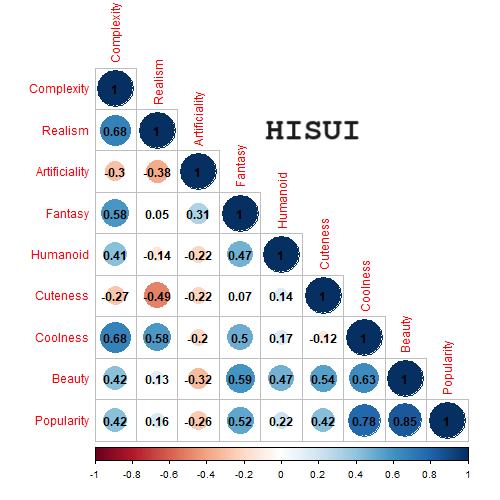 Complexity
Realism
Artificiality
Fantasy
Humanoid
Cuteness
Coolness
Beauty
Popularity
HISUI
Complexity 1
Realism 0.68 1
Artificiality -0.3 -0.38 1
Fantasy 0.58 0.05 0.31 1
Humanoid 0.41 -0.14 -0.22 0.47 1
Cuteness -0.27 -0.49 -0.22 0.07 0.14 1
Coolness 0.68 0.58 -0.2 0.5 0.17 -0.12 1
Beauty 0.42 0.13 -0.32 0.59 0.47 0.54 0.63 1
Popularity 0.42 0.16 -0.26 0.52 0.22 0.42 0.78 0.85 1
-1 -0.8 -0.6 -0.4 -0.2 0 0.2 0.4 0.6 0.8 1